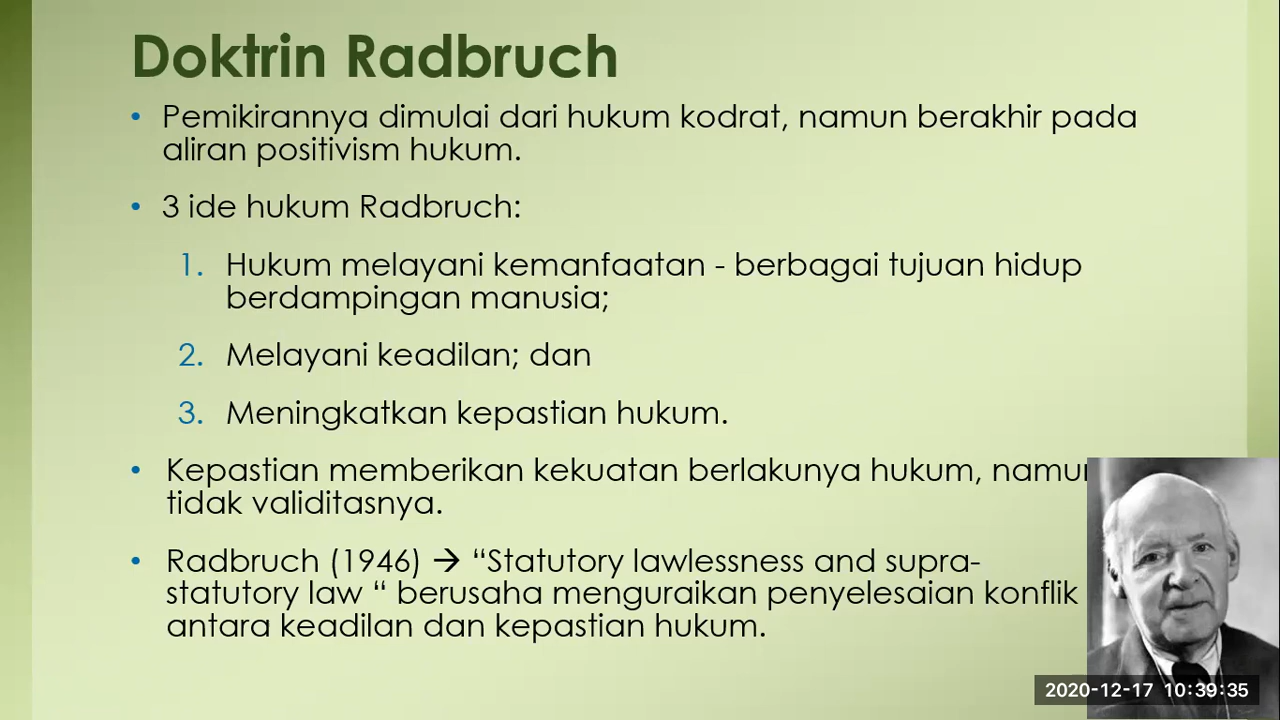 Doktrin Radbruch
• Pemikirannya dimulai dari hukum kodrat, namun berakhir pada
aliran positivism hukum.
• 3 ide hukum Radbruch:
1. Hukum melayani kemanfaatan - berbagai tujuan hidup
berdampingan manusia;
2. Melayani keadilan; dan
3. Meningkatkan kepastian hukum.
• Kepastian memberikan kekuatan berlakunya hukum, namun
tidak validitasnya.
• Radbruch (1946) → “Statutory lawlessness and supra-
statutory law “ berusaha menguraikan penyelesaian konflik
antara keadilan dan kepastian hukum.
2020-12-17 10:39:35